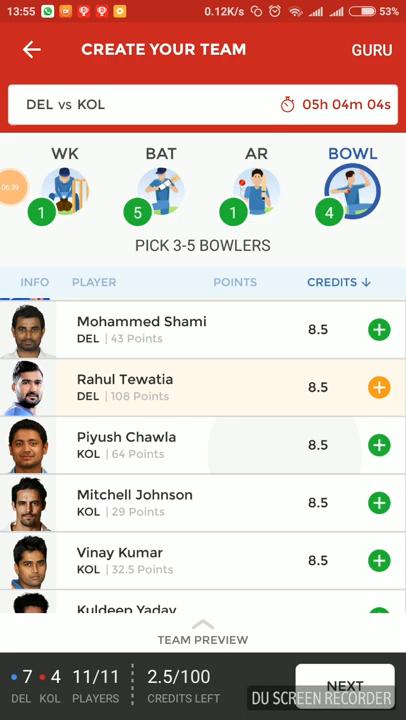 13:55 0.12K/s 53%
CREATE YOUR TEAM GURU
DEL vs KOL 05h 04m 04s
WK BAT AR BOWL
06:39
1 5 1 4
PICK 3-5 BOWLERS
INFO PLAYER POINTS CREDITS ↓
Mohammed Shami
DEL | 43 Points 8.5
Rahul Tewatia
DEL | 108 Points 8.5
Piyush Chawla
KOL | 64 Points 8.5
Mitchell Johnson
KOL | 29 Points 8.5
Vinay Kumar
KOL | 32.5 Points 8.5
Kuldeep Yadav
TEAM PREVIEW
7 4 11/11 2.5/100 NEXT
DEL KOL PLAYERS CREDITS LEFT
DU SCREEN RECORDER